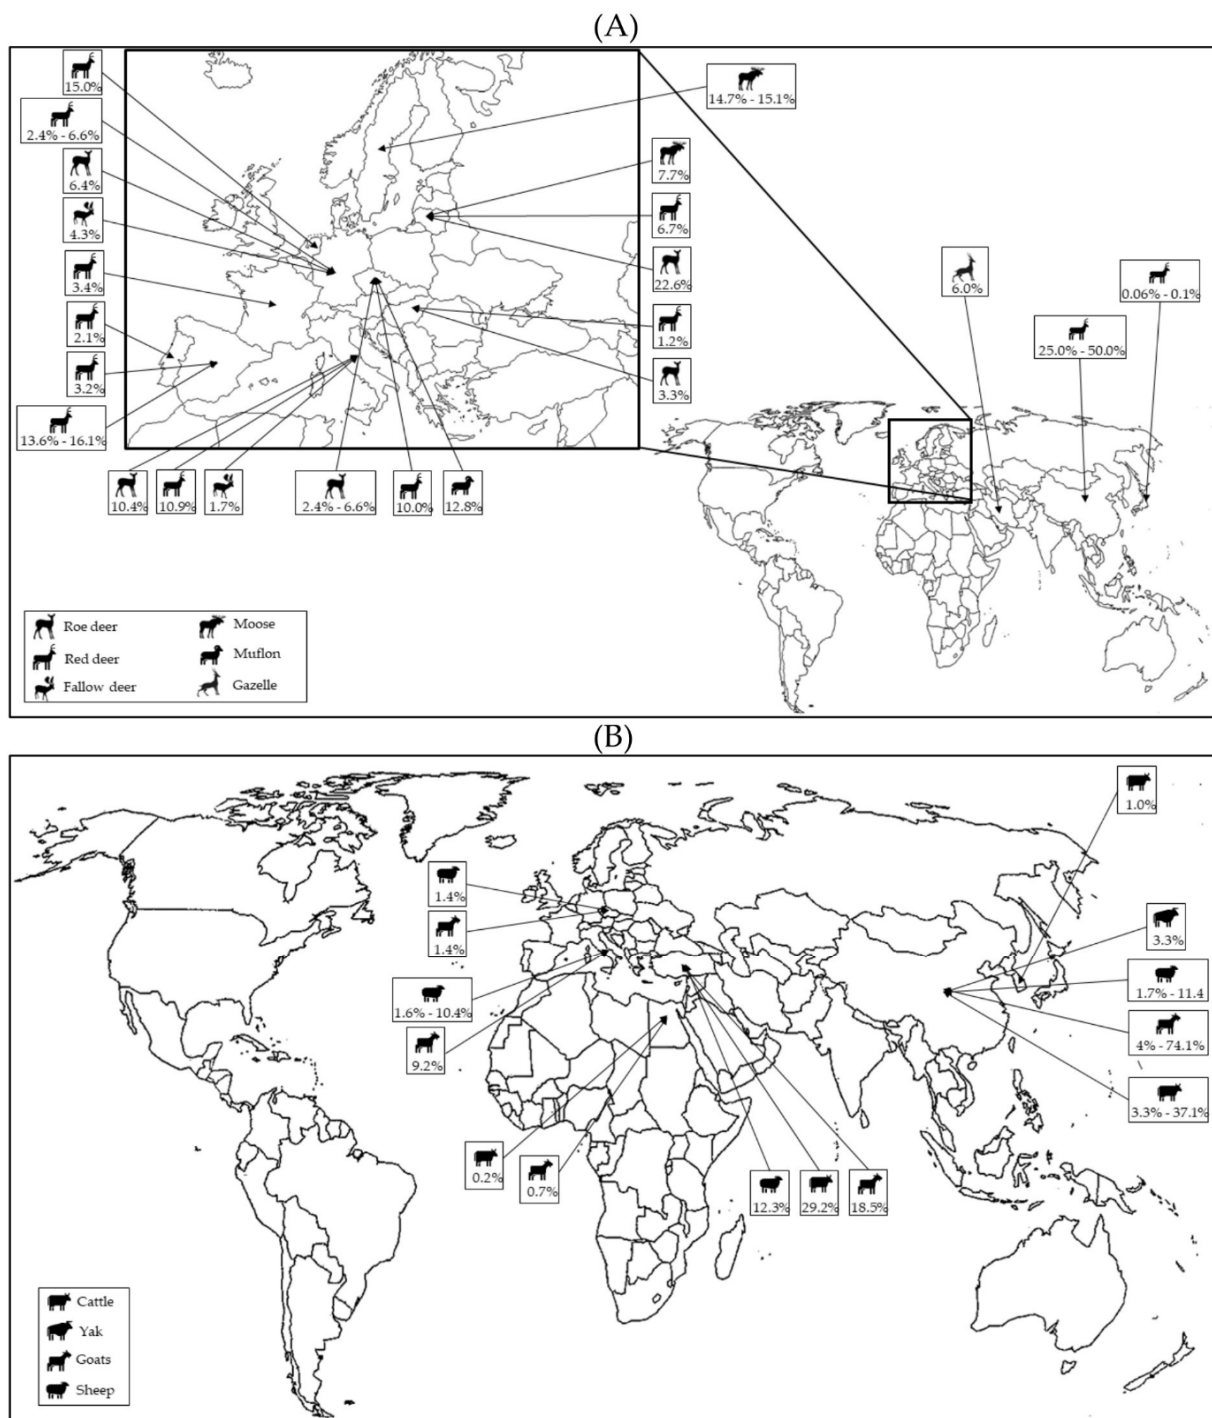 (A)
15.0%
2.4% - 6.6%
6.4%
4.3%
3.4%
2.1%
3.2%
13.6% - 16.1%
10.4%
10.9%
1.7%
2.4% - 6.6%
10.0%
12.8%
14.7% - 15.1%
7.7%
6.7%
22.6%
1.2%
3.3%
6.0%
25.0% - 50.0%
0.06% - 0.1%
Roe deer
Red deer
Fallow deer
Moose
Muflon
Gazelle
(B)
1.4%
1.4%
1.6% - 10.4%
9.2%
0.2%
0.7%
12.3%
29.2%
18.5%
1.0%
3.3%
1.7% - 11.4
4% - 74.1%
3.3% - 37.1%
Cattle
Yak
Goats
Sheep